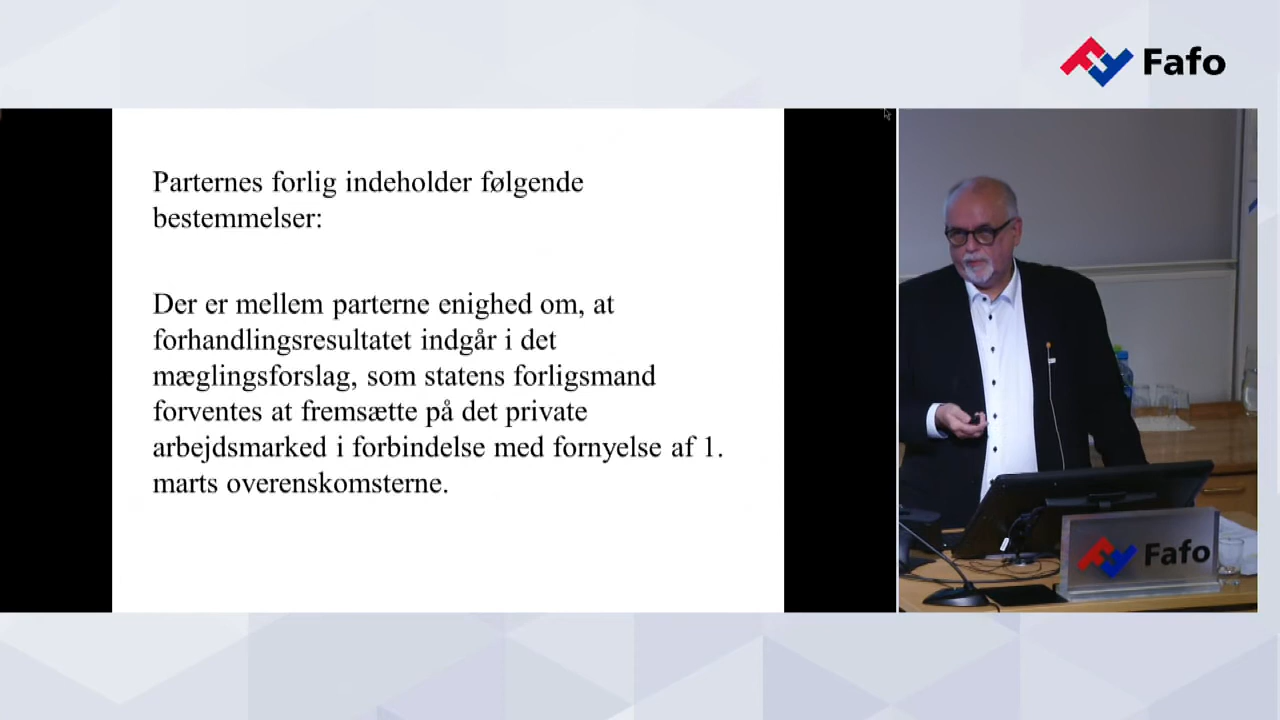 Fafo
Parternes forlig indeholder følgende
bestemmelser:
Der er mellem parterne enighed om, at
forhandlingsresultatet indgår i det
mæglingsforslag, som statens forligsmand
forventes at fremsætte på det private
arbejdsmarked i forbindelse med fornyelse af 1.
marts overenskomsterne.
Fafo